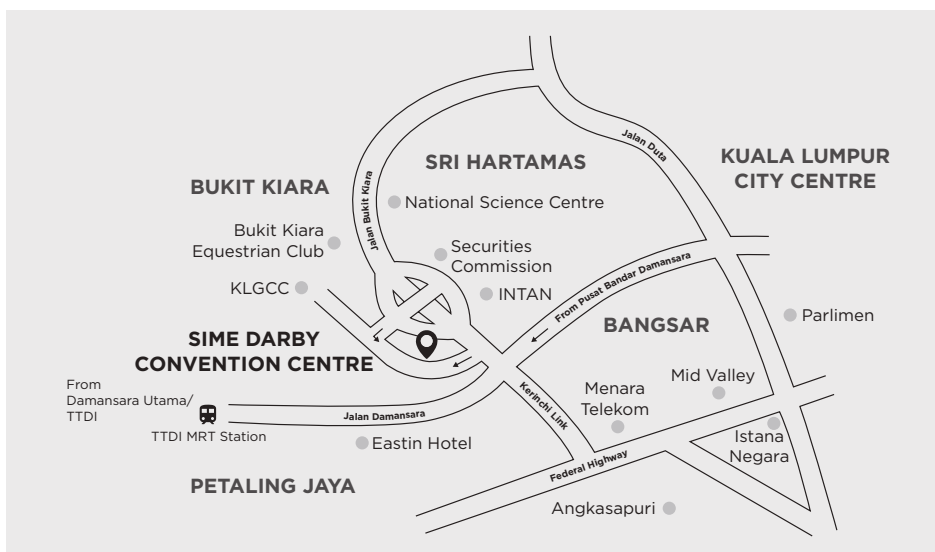 Jalan Duta
SRI HARTAMAS
KUALA LUMPUR
CITY CENTRE
BUKIT KIARA
Jalan Bukit Kiara
National Science Centre
Bukit Kiara
Equestrian Club
Securities
Commission
From Pusat Bandar Damansara
KLGCC
INTAN
BANGSAR
Parlimen
SIME DARBY
CONVENTION CENTRE
Mid Valley
From
Damansara Utama/
TTDI
Menara
Telekom
Kerinchi Link
Jalan Damansara
TTDI MRT Station
Eastin Hotel
Istana
Negara
Federal Highway
PETALING JAYA
Angkasapuri